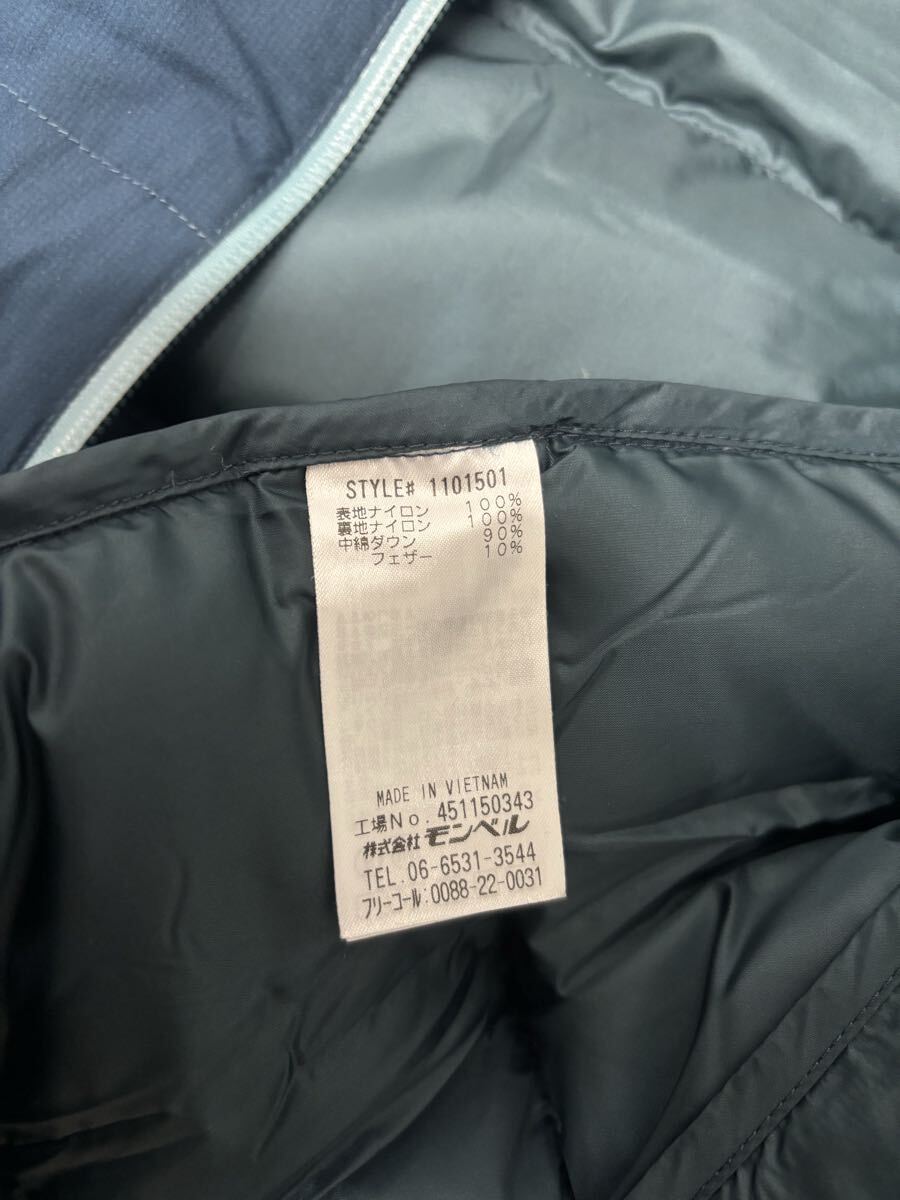 STYLE# 1101501
表地ナイロン 100%
裏地ナイロン 100%
中綿ダウン 90%
フェザー 10%
MADE IN VIETNAM
工場No. 451150343
株式会社 モンベル
TEL. 06-6531-3544
フリーコール:0088-22-0031